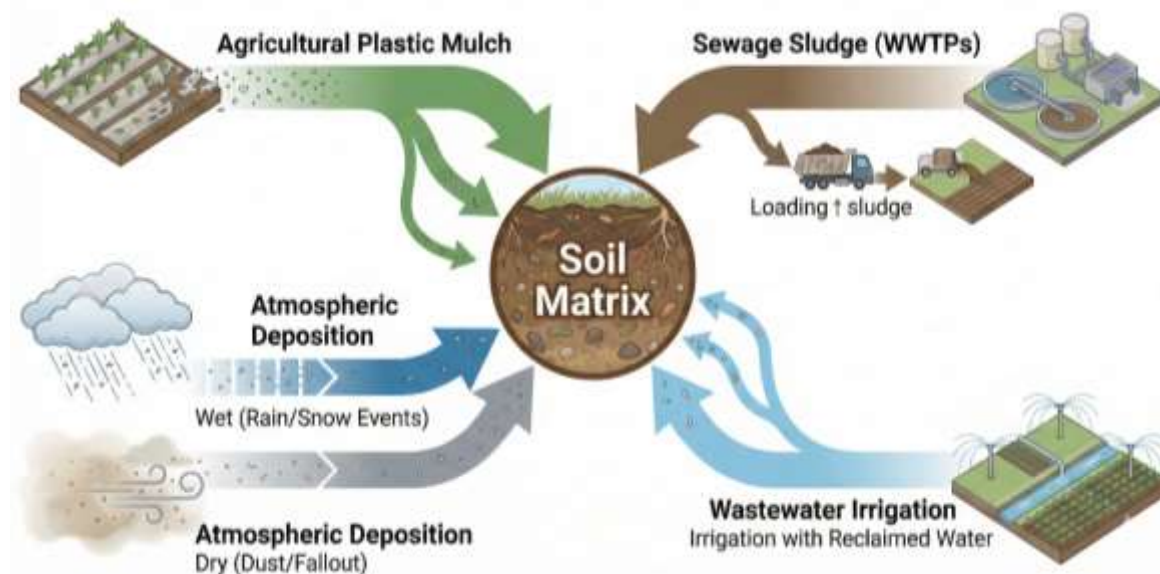 Agricultural Plastic Mulch
Sewage Sludge (WWTPs)
Loading ↑ sludge
Soil
Matrix
Atmospheric
Deposition
Wet (Rain/Snow Events)
Atmospheric Deposition
Dry (Dust/Fallout)
Wastewater Irrigation
Irrigation with Reclaimed Water